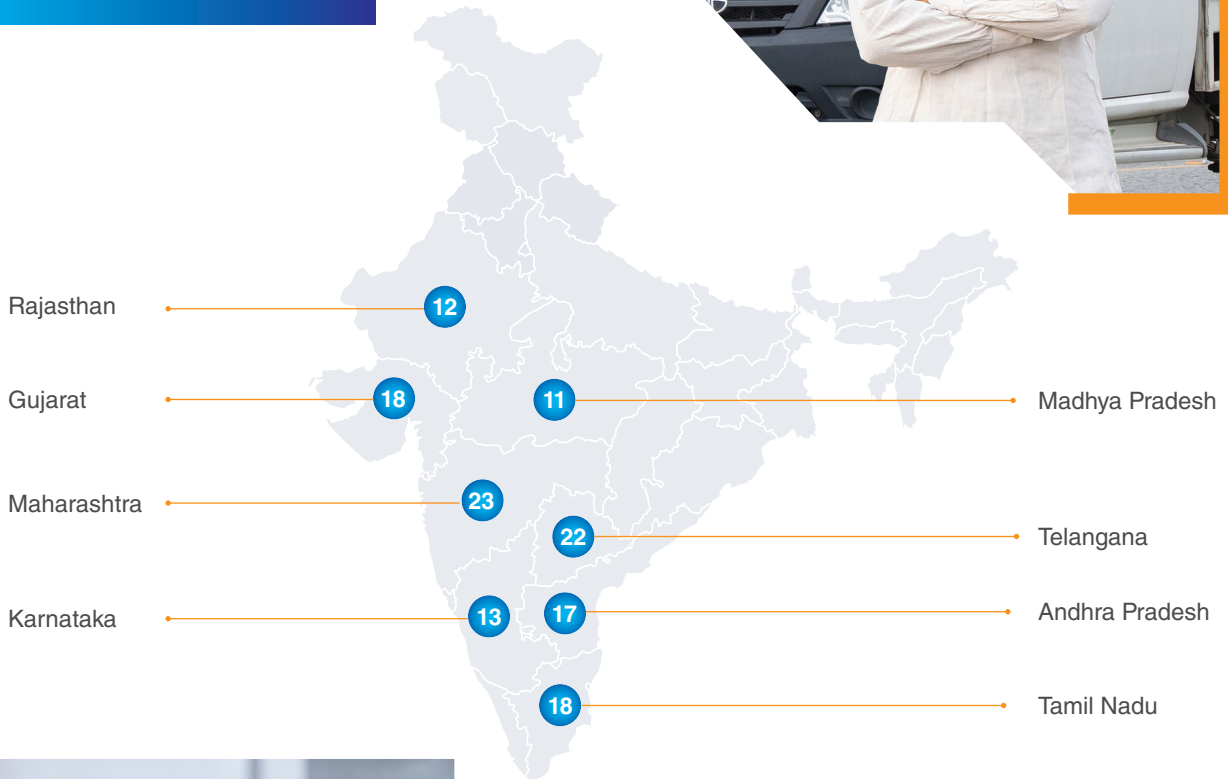 Rajasthan
12
Gujarat
18
11
Madhya Pradesh
Maharashtra
23
22
Telangana
Karnataka
13
17
Andhra Pradesh
18
Tamil Nadu